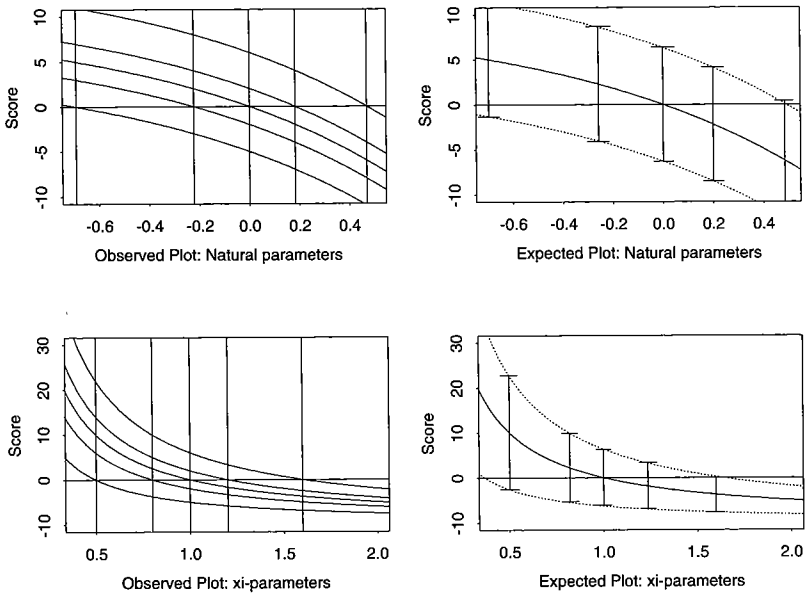 10
5
0
-5
-10
Score
-0.6 -0.4 -0.2 0.0 0.2 0.4
Observed Plot: Natural parameters
10
5
0
-5
-10
Score
-0.6 -0.4 -0.2 0.0 0.2 0.4
Expected Plot: Natural parameters
30
20
10
0
-10
Score
0.5 1.0 1.5 2.0
Observed Plot: xi-parameters
30
20
10
0
-10
Score
0.5 1.0 1.5 2.0
Expected Plot: xi-parameters